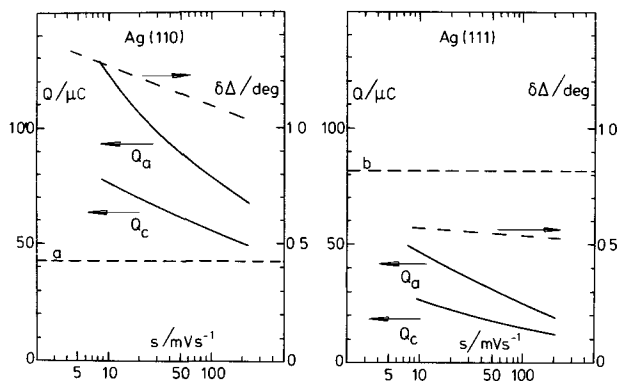 Ag (110)
Q/μC
δΔ/deg
100
50
0
1 0
0 5
0
Qa
Qc
a
5
10
50
100
s/mVs⁻¹
Ag (111)
Q/μC
δΔ/deg
100
50
0
1 0
0 5
0
b
Qa
Qc
5
10
50
100
s/mVs⁻¹